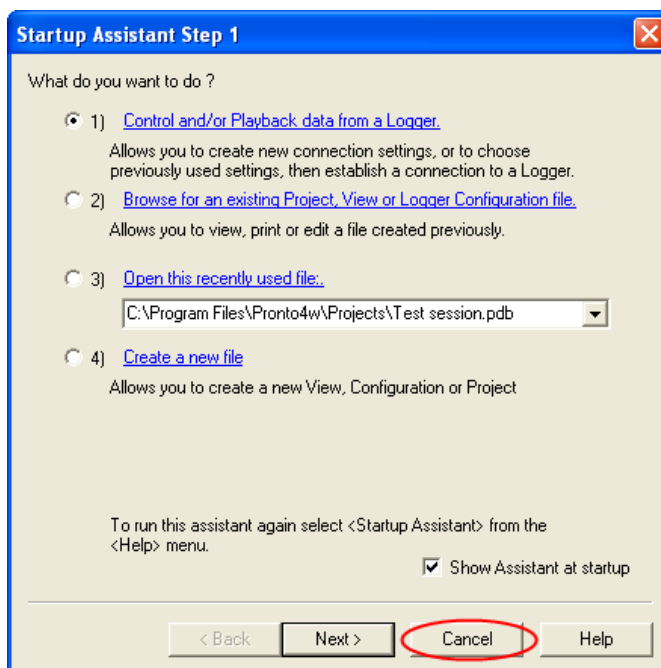 Startup Assistant Step 1
What do you want to do ?
1) Control and/or Playback data from a Logger.
Allows you to create new connection settings, or to choose
previously used settings, then establish a connection to a Logger.
2) Browse for an existing Project, View or Logger Configuration file.
Allows you to view, print or edit a file created previously.
3) Open this recently used file:.
C:\Program Files\Pronto4w\Projects\Test session.pdb
4) Create a new file
Allows you to create a new View, Configuration or Project
To run this assistant again select <Startup Assistant> from the
<Help> menu.
Show Assistant at startup
< Back Next > Cancel Help